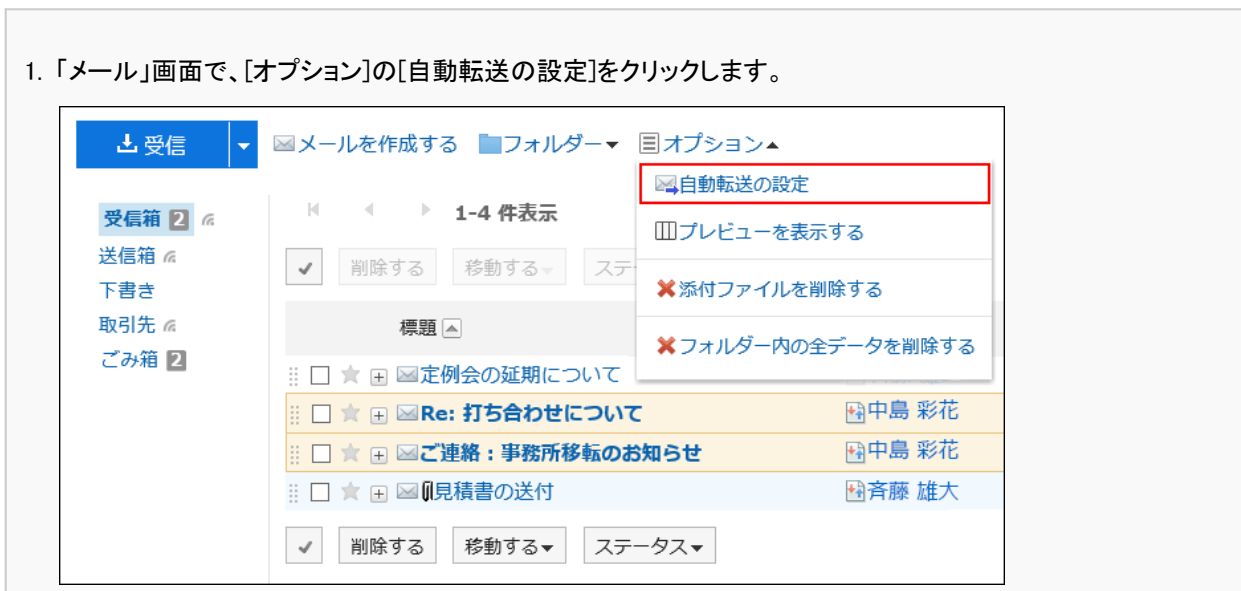 1. 「メール」画面で、[オプション]の[自動転送の設定]をクリックします。
受信 メールを作成する フォルダー オプション
自動転送の設定
プレビューを表示する
添付ファイルを削除する
フォルダー内の全データを削除する
受信箱 2
送信箱
下書き
取引先
ごみ箱 2
1-4 件表示
削除する 移動する ステー
標題
定例会の延期について
Re: 打ち合わせについて 中島 彩花
ご連絡:事務所移転のお知らせ 中島 彩花
見積書の送付 斉藤 雄大
削除する 移動する ステータス